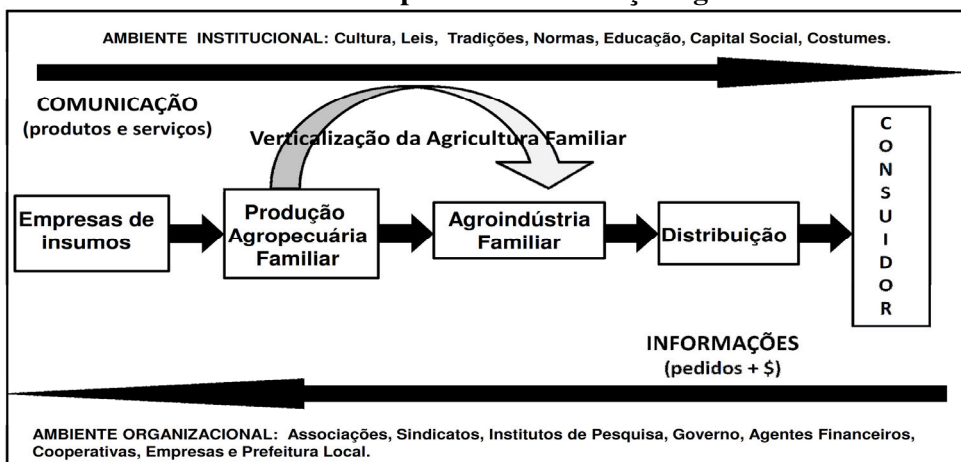 AMBIENTE INSTITUCIONAL: Cultura, Leis, Tradições, Normas, Educação, Capital Social, Costumes.
COMUNICAÇÃO
(produtos e serviços)
Verticalização da Agricultura Familiar
Empresas de
insumos
Produção
Agropecuária
Familiar
Agroindústria
Familiar
Distribuição
C
O
N
S
U
I
D
O
R
INFORMAÇÕES
(pedidos + $)
AMBIENTE ORGANIZACIONAL: Associações, Sindicatos, Institutos de Pesquisa, Governo, Agentes Financeiros,
Cooperativas, Empresas e Prefeitura Local.